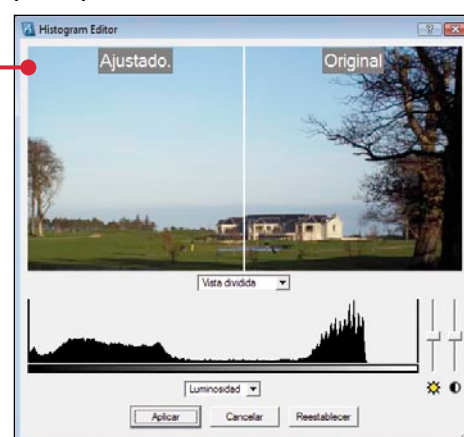 Histogram Editor
Ajustado.
Original
Vista dividida
Luminosidad
Aplicar
Cancelar
Reestablecer